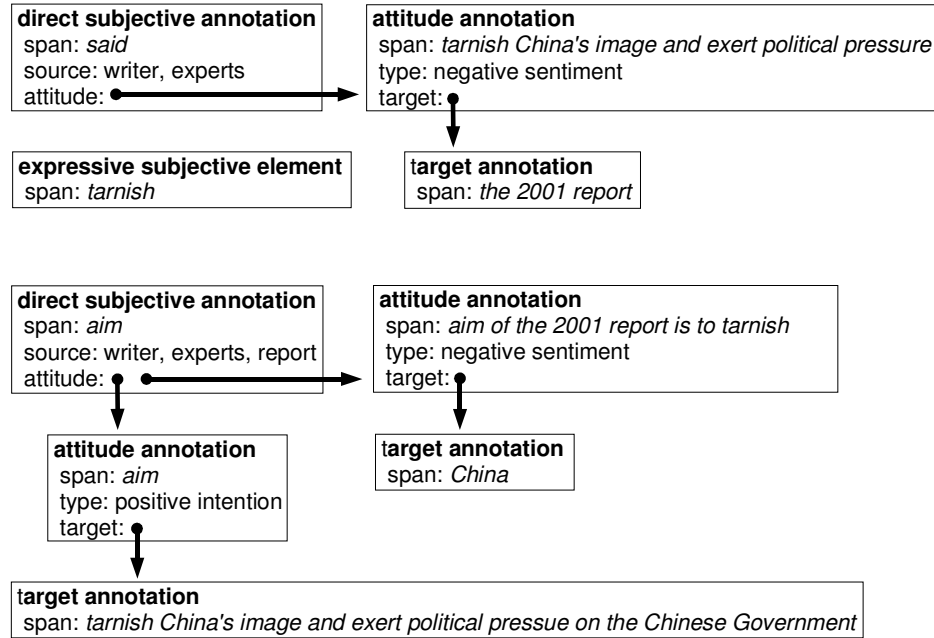 direct subjective annotation
span: said
source: writer, experts
attitude:
attitude annotation
span: tarnish China's image and exert political pressure
type: negative sentiment
target:
expressive subjective element
span: tarnish
target annotation
span: the 2001 report
direct subjective annotation
span: aim
source: writer, experts, report
attitude:
attitude annotation
span: aim of the 2001 report is to tarnish
type: negative sentiment
target:
attitude annotation
span: aim
type: positive intention
target:
target annotation
span: China
target annotation
span: tarnish China's image and exert political pressue on the Chinese Government